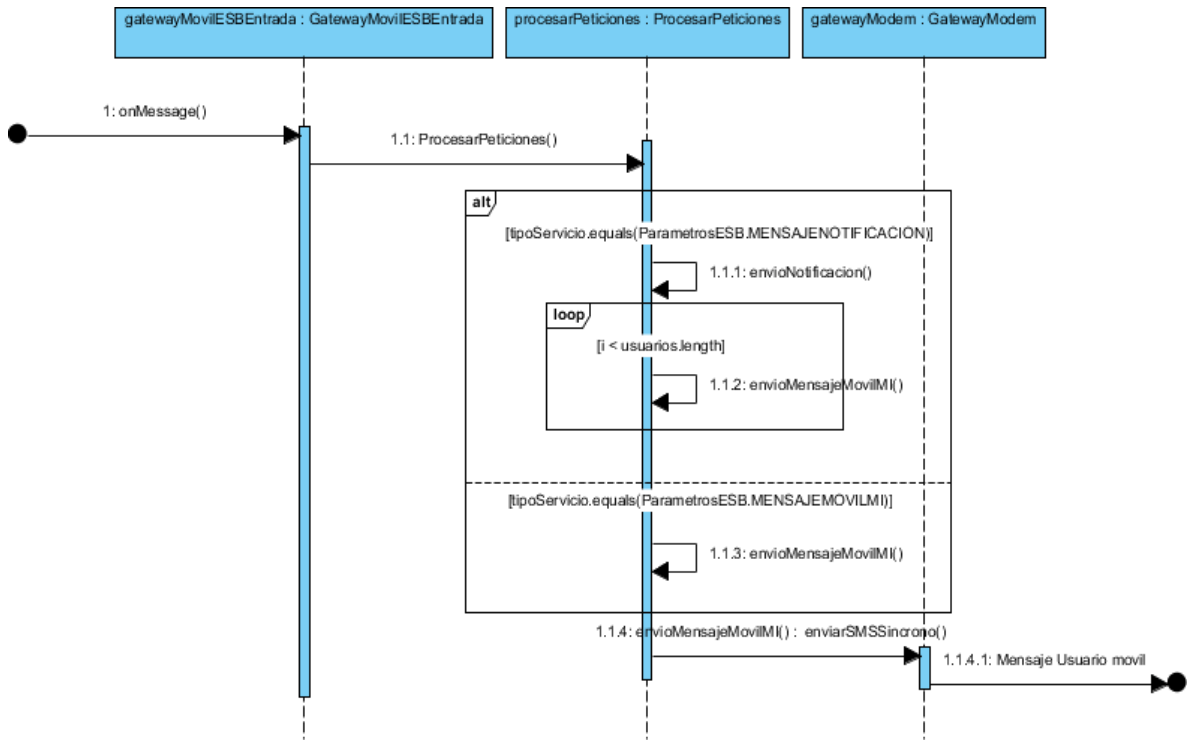 gatewayMovilESBEntrada : GatewayMovilESBEntrada
procesarPeticiones : ProcesarPeticiones
gatewayModem : GatewayModem
1: onMessage()
1.1: ProcesarPeticiones()
alt
[tipoServicio.equals(ParametrosESB.MENSAJENOTIFICACION)]
1.1.1: envioNotificacion()
loop
[i < usuarios.length]
1.1.2: envioMensajeMovilMI()
[tipoServicio.equals(ParametrosESB.MENSAJEMOVILMI)]
1.1.3: envioMensajeMovilMI()
1.1.4: envioMensajeMovilMI() : enviarSMSSincrono()
1.1.4.1: Mensaje Usuario movil